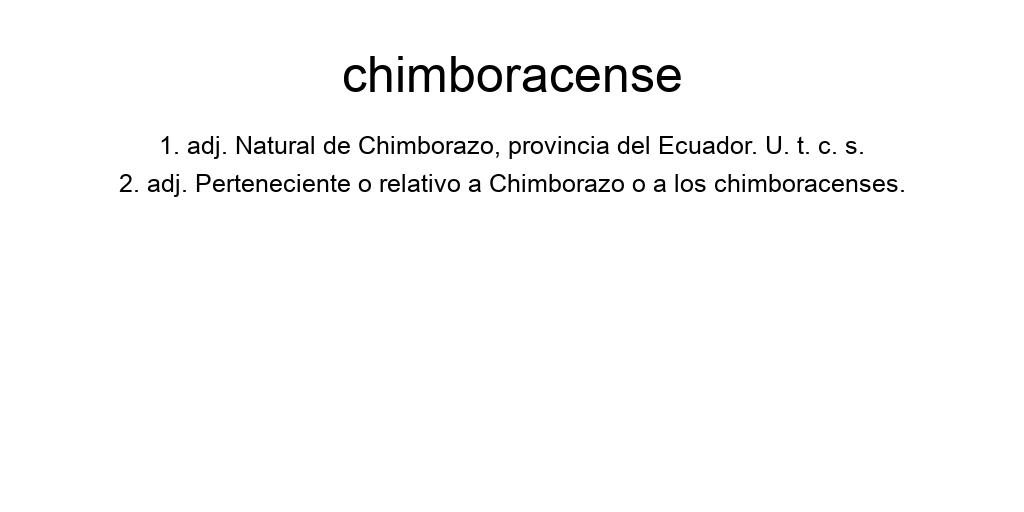 chimboracense
1. adj. Natural de Chimborazo, provincia del Ecuador. U. t. c. s.
2. adj. Perteneciente o relativo a Chimborazo o a los chimboracenses.